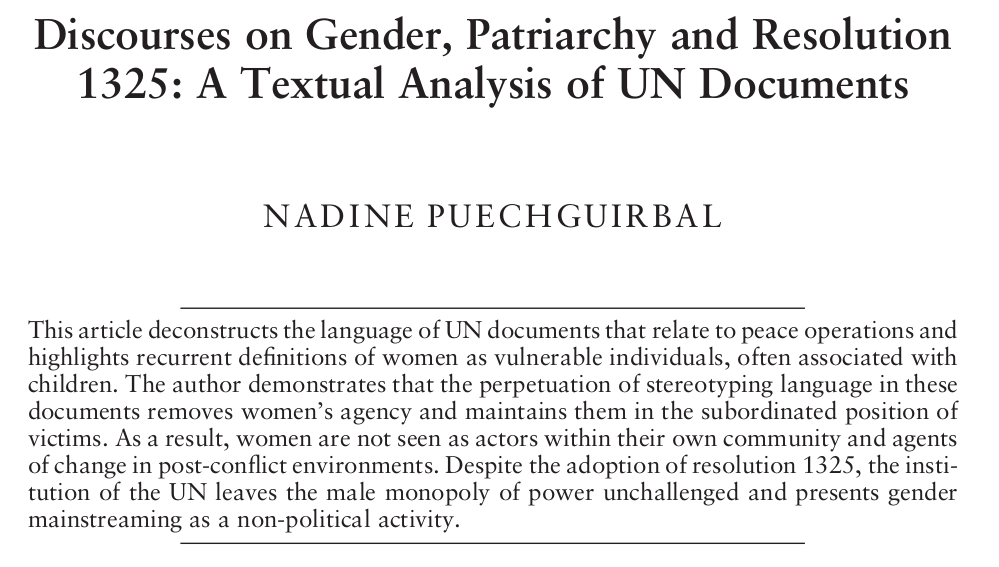 Discourses on Gender, Patriarchy and Resolution
1325: A Textual Analysis of UN Documents
NADINE PUECHGUIRBAL
This article deconstructs the language of UN documents that relate to peace operations and
highlights recurrent definitions of women as vulnerable individuals, often associated with
children. The author demonstrates that the perpetuation of stereotyping language in these
documents removes women's agency and maintains them in the subordinated position of
victims. As a result, women are not seen as actors within their own community and agents
of change in post-conflict environments. Despite the adoption of resolution 1325, the insti-
tution of the UN leaves the male monopoly of power unchallenged and presents gender
mainstreaming as a non-political activity.